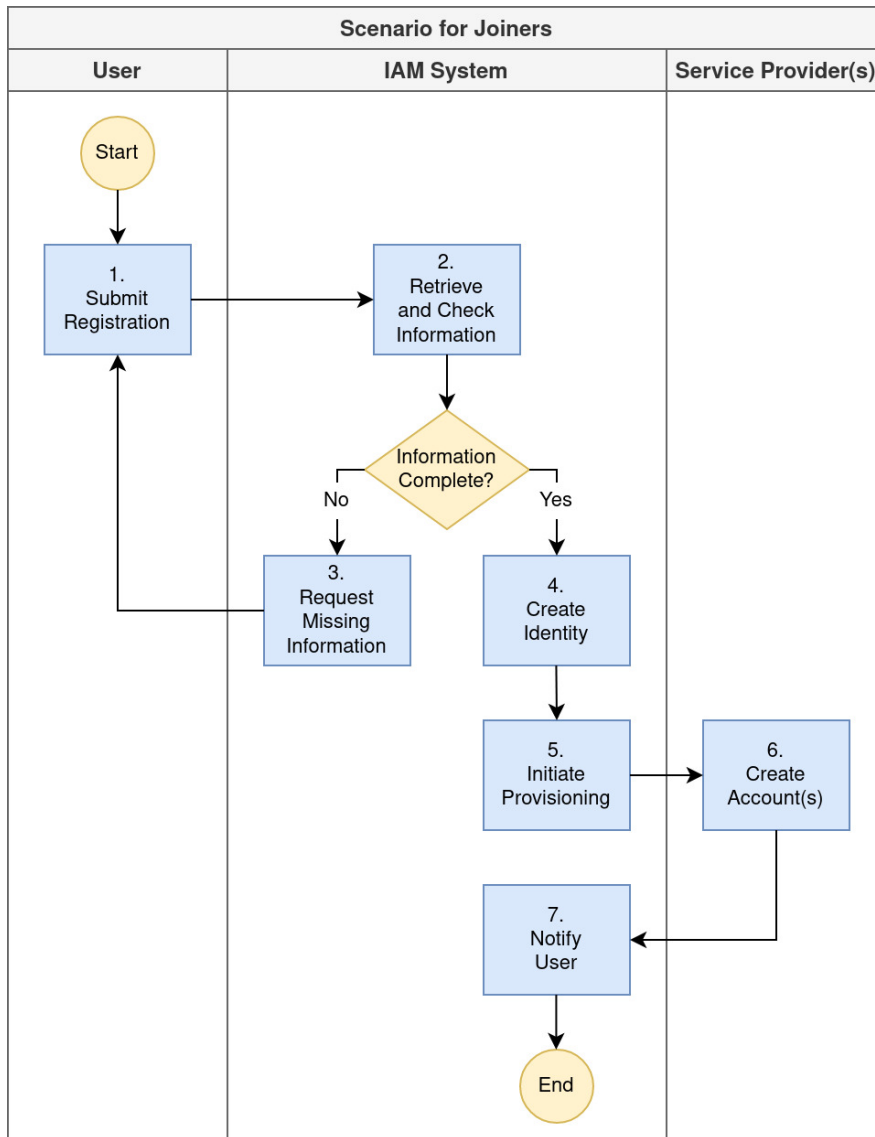 Scenario for Joiners
User
IAM System
Service Provider(s)
Start
1.
Submit
Registration
2.
Retrieve
and Check
Information
Information
Complete?
No
Yes
3.
Request
Missing
Information
4.
Create
Identity
5.
Initiate
Provisioning
6.
Create
Account(s)
7.
Notify
User
End